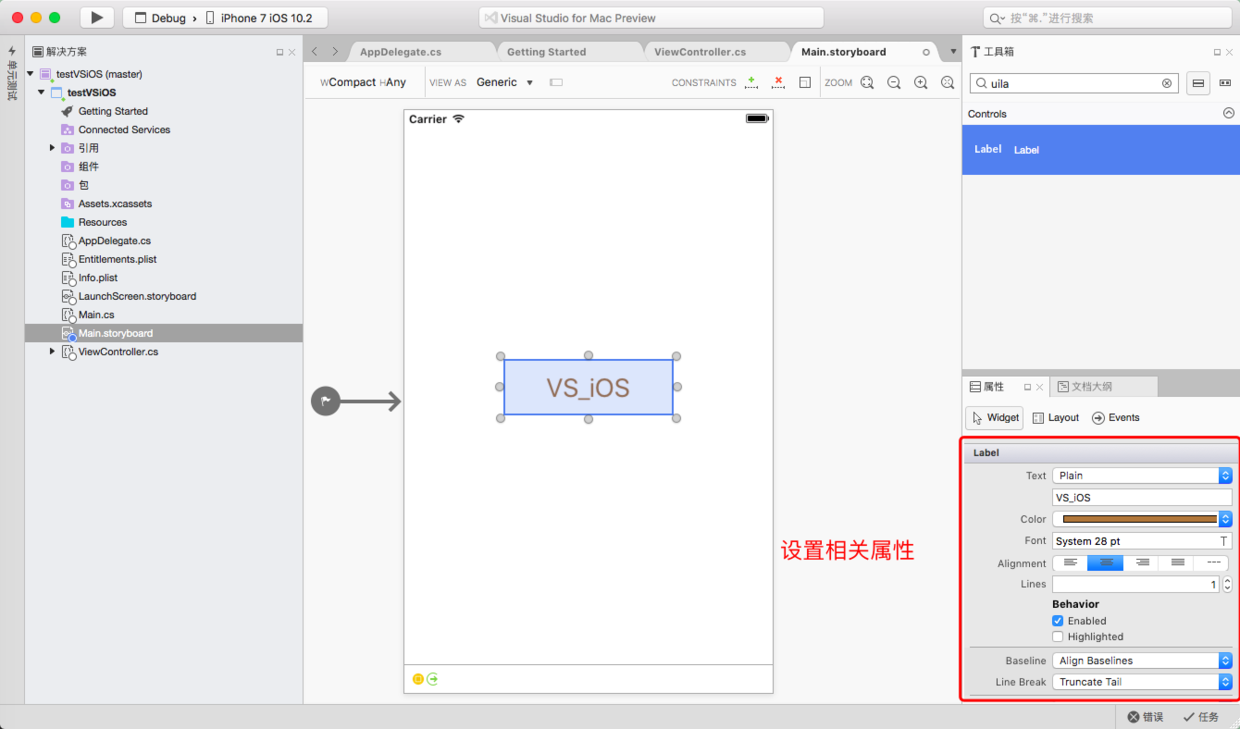 Debug › iPhone 7 iOS 10.2
Visual Studio for Mac Preview
按“⌘.”进行搜索
单元测试
解决方案
testVSiOS (master)
testVSiOS
Getting Started
Connected Services
引用
组件
包
Assets.xcassets
Resources
AppDelegate.cs
Entitlements.plist
Info.plist
LaunchScreen.storyboard
Main.cs
Main.storyboard
ViewController.cs
AppDelegate.cs
Getting Started
ViewController.cs
Main.storyboard
wCompact hAny
VIEW AS Generic
CONSTRAINTS
ZOOM
Carrier
VS_iOS
设置相关属性
工具箱
uila
Controls
Label Label
属性
文档大纲
Widget
Layout
Events
Label
Text Plain
VS_iOS
Color
Font System 28 pt
Alignment
Lines 1
Behavior
Enabled
Highlighted
Baseline Align Baselines
Line Break Truncate Tail
错误
任务